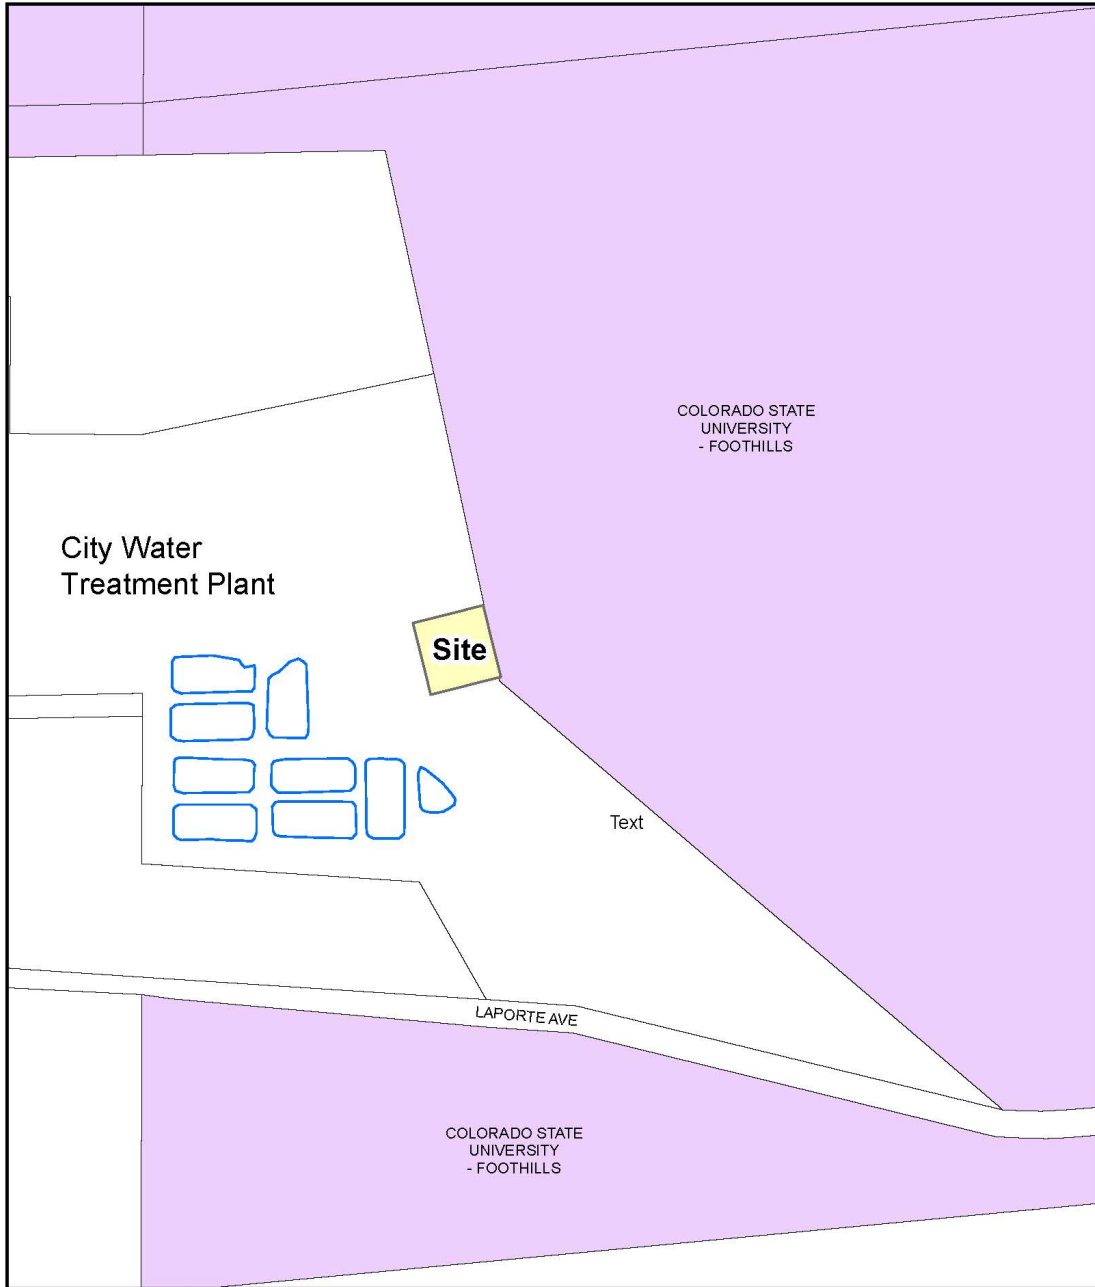 COLORADO STATE
UNIVERSITY
- FOOTHILLS
City Water
Treatment Plant
Site
Text
LAPORTE AVE
COLORADO STATE
UNIVERSITY
- FOOTHILLS